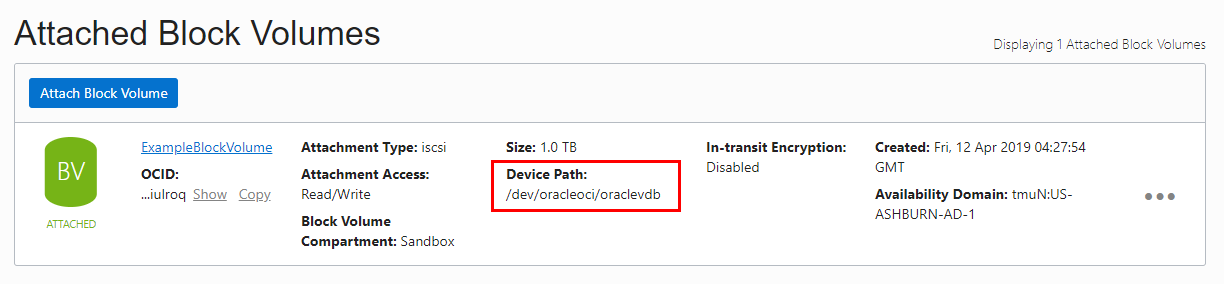 Attached Block Volumes
Displaying 1 Attached Block Volumes
Attach Block Volume
BV
ATTACHED
ExampleBlockVolume
OCID:
...iulroq Show Copy
Attachment Type: iscsi
Attachment Access:
Read/Write
Block Volume
Compartment: Sandbox
Size: 1.0 TB
Device Path:
/dev/oracleoci/oraclevdb
In-transit Encryption:
Disabled
Created: Fri, 12 Apr 2019 04:27:54
GMT
Availability Domain: tmuN:US-
ASHBURN-AD-1